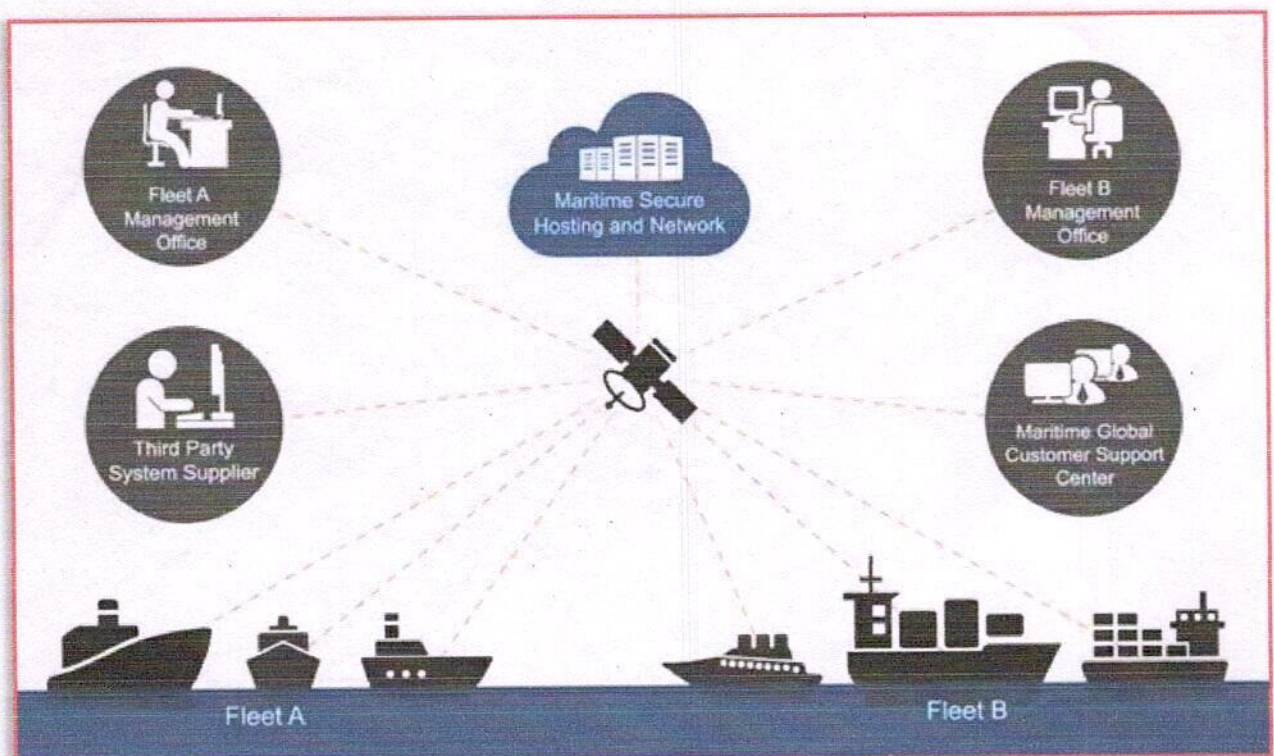 Fleet A
Management
Office
Maritime Secure
Hosting and Network
Fleet B
Management
Office
Third Party
System Supplier
Maritime Global
Customer Support
Center
Fleet A
Fleet B